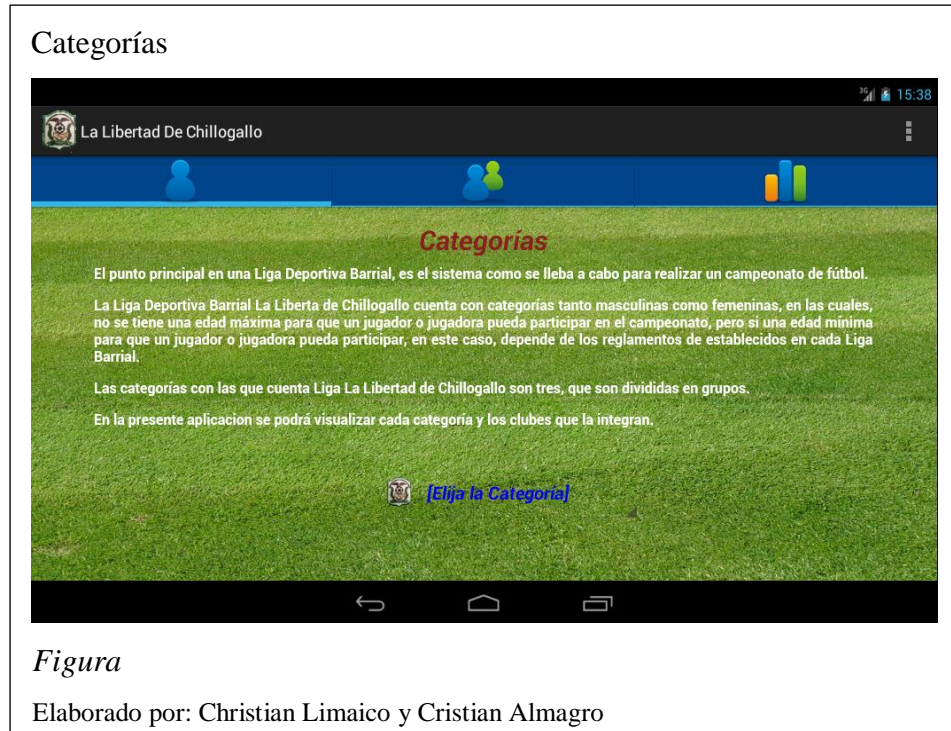 Categorías
3G 15:38
La Libertad De Chillogallo
Categorías
El punto principal en una Liga Deportiva Barrial, es el sistema como se lleba a cabo para realizar un campeonato de fútbol.
La Liga Deportiva Barrial La Liberta de Chillogallo cuenta con categorías tanto masculinas como femeninas, en las cuales,
no se tiene una edad máxima para que un jugador o jugadora pueda participar en el campeonato, pero si una edad mínima
para que un jugador o jugadora pueda participar, en este caso, depende de los reglamentos de establecidos en cada Liga
Barrial.
Las categorías con las que cuenta Liga La Libertad de Chillogallo son tres, que son divididas en grupos.
En la presente aplicacion se podrá visualizar cada categoría y los clubes que la integran.
[Elija la Categoría]
Figura
Elaborado por: Christian Limaico y Cristian Almagro